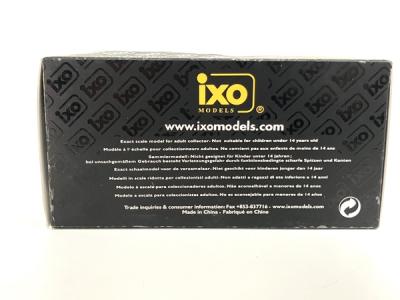 ixo
MODELS
®
www.ixomodels.com
Exact scale model for adult collector- Not suitable for children under 14 years old
Modèle à l'échelle pour collectionneurs adultes. Ne convient pas aux enfants de moins de 14 ans
Sammlermodell- Nicht geeignet für Kinder unter 14 Jahren;
bei unsachgemäßem Gebrauch besteht Verletzungsgefahr durch funktionsbedingte scharfe Spitzen und Kanten
Exact schaalmodel voor de verzamelaar. Niet geschikt voor kinderen jonger dan 14 jaar
Modelli in scala ridotta per collezionisti adulti- Non adatti a ragazzi di età inferiore a 14 anni
Modelo à escala para coleccionadores adultos. Não aconselhável a menores de 14 anos
Modelo a escala para coleccionistas adultos. No es aconsejable para menores de 14 años
Trade inquiries & consumer information: Fax +853-837716 - www.ixomodels.com
Made in China - Fabriqué en Chine